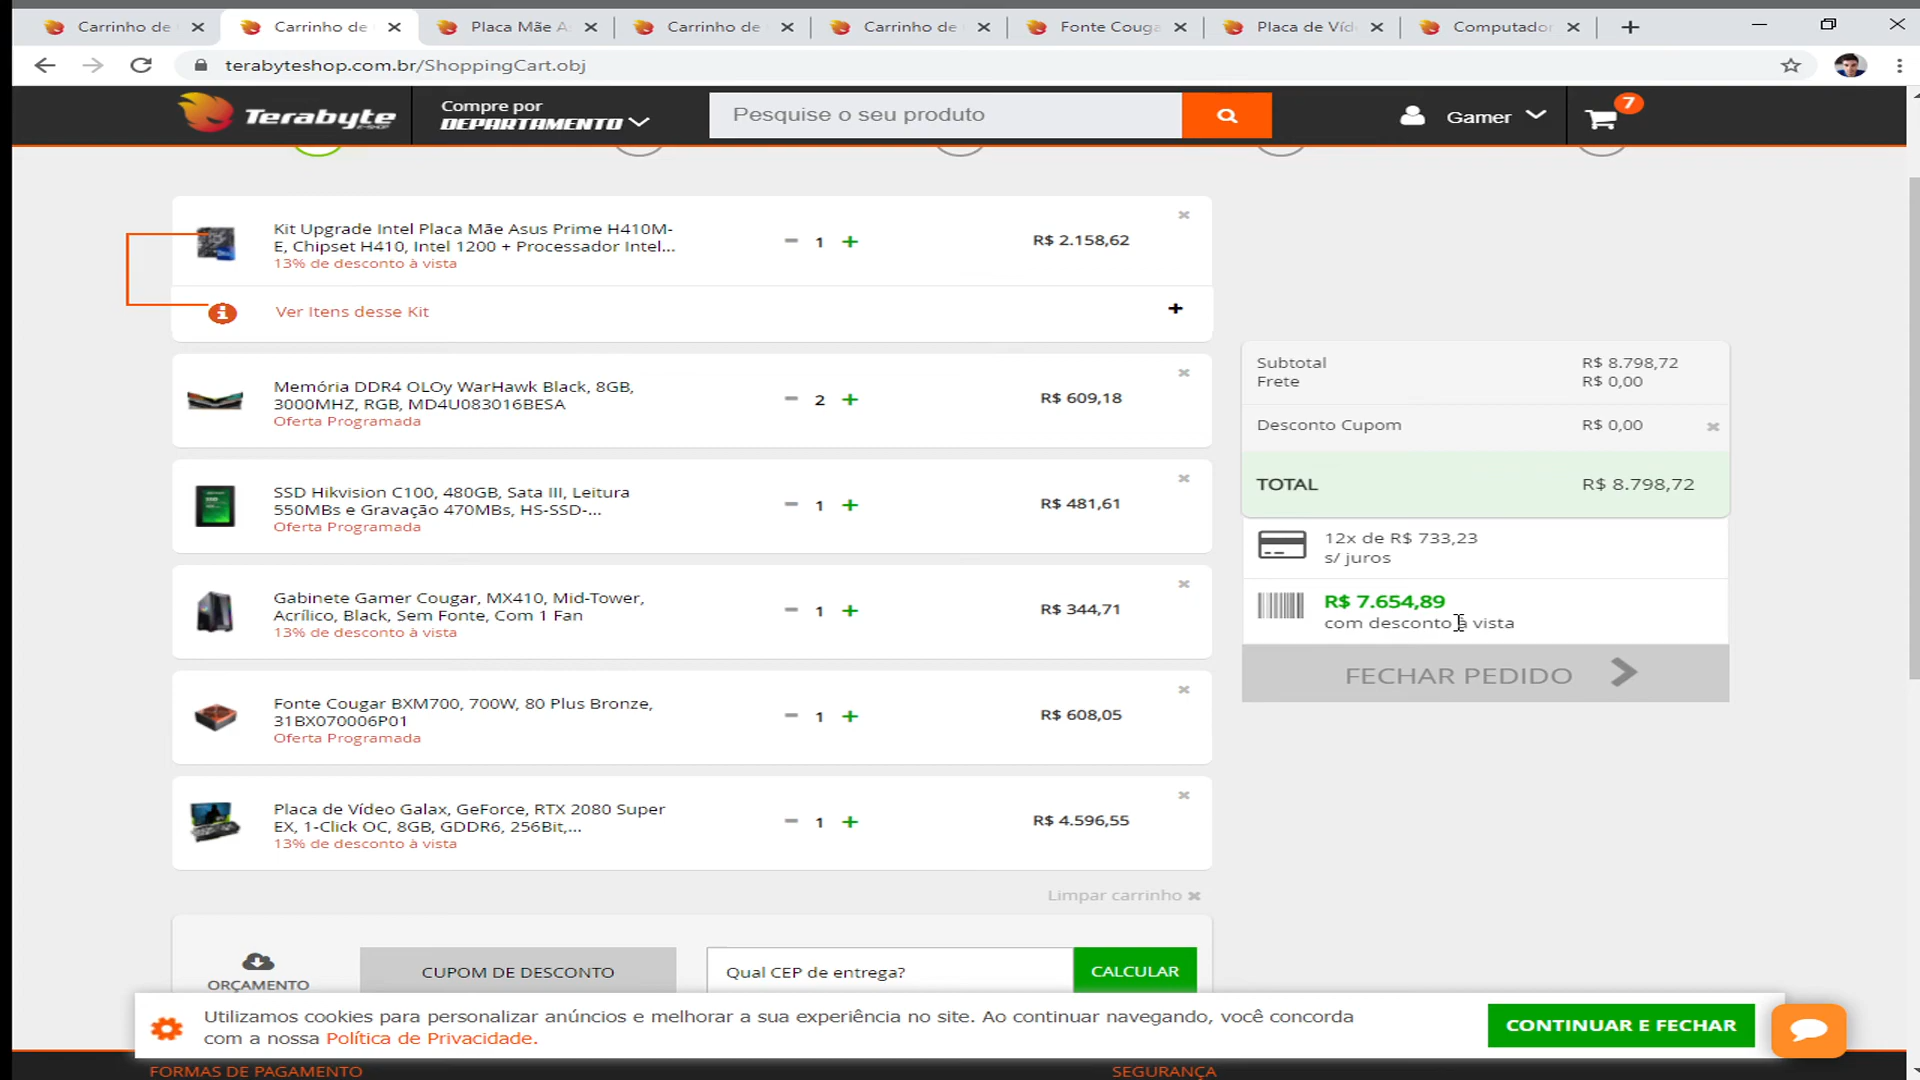 Carrinho de
Carrinho de
Placa Mãe A
Carrinho de
Carrinho de
Fonte Couga
Placa de Víd
Computador
terabyteshop.com.br/ShoppingCart.obj
Terabyte
Compre por
DEPARTAMENTO
Pesquise o seu produto
Gamer
7
Kit Upgrade Intel Placa Mãe Asus Prime H410M-
E, Chipset H410, Intel 1200 + Processador Intel...
13% de desconto à vista
1
R$ 2.158,62
Ver Itens desse Kit
Memória DDR4 OLOy WarHawk Black, 8GB,
3000MHZ, RGB, MD4U083016BESA
Oferta Programada
2
R$ 609,18
SSD Hikvision C100, 480GB, Sata III, Leitura
550MBs e Gravação 470MBs, HS-SSD-...
Oferta Programada
1
R$ 481,61
Gabinete Gamer Cougar, MX410, Mid-Tower,
Acrílico, Black, Sem Fonte, Com 1 Fan
13% de desconto à vista
1
R$ 344,71
Fonte Cougar BXM700, 700W, 80 Plus Bronze,
31BX070006P01
Oferta Programada
1
R$ 608,05
Placa de Vídeo Galax, GeForce, RTX 2080 Super
EX, 1-Click OC, 8GB, GDDR6, 256Bit,...
13% de desconto à vista
1
R$ 4.596,55
Limpar carrinho
Subtotal R$ 8.798,72
Frete R$ 0,00
Desconto Cupom R$ 0,00
TOTAL R$ 8.798,72
12x de R$ 733,23
s/ juros
R$ 7.654,89
com desconto à vista
FECHAR PEDIDO
ORÇAMENTO
CUPOM DE DESCONTO
Qual CEP de entrega?
CALCULAR
Utilizamos cookies para personalizar anúncios e melhorar a sua experiência no site. Ao continuar navegando, você concorda
com a nossa Política de Privacidade.
CONTINUAR E FECHAR
FORMAS DE PAGAMENTO
SEGURANÇA